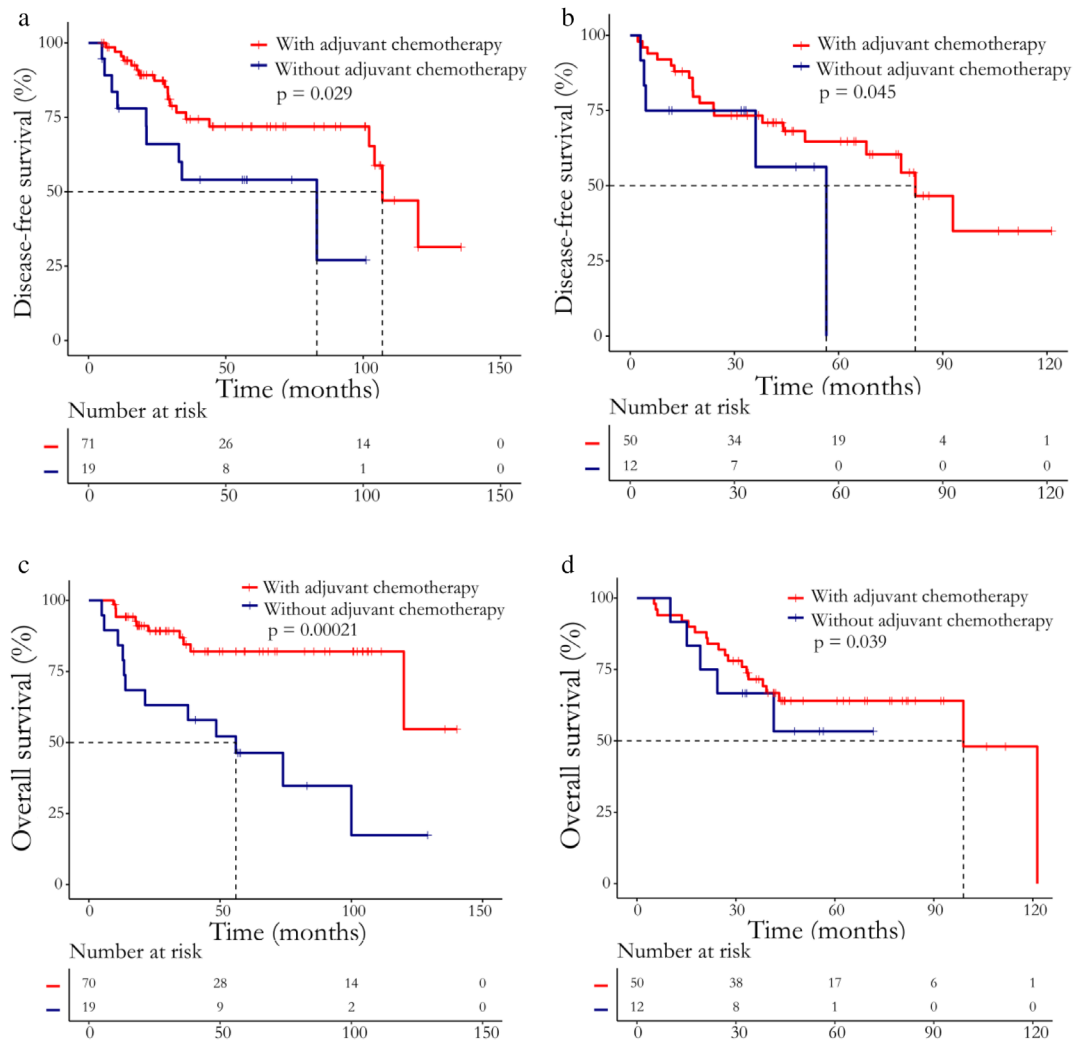 a
With adjuvant chemotherapy
Without adjuvant chemotherapy
p = 0.029
Disease-free survival (%)
100
75
50
25
0
0 50 100 150
Time (months)
Number at risk
71 26 14 0
19 8 1 0
0 50 100 150
b
With adjuvant chemotherapy
Without adjuvant chemotherapy
p = 0.045
Disease-free survival (%)
100
75
50
25
0
0 30 60 90 120
Time (months)
Number at risk
50 34 19 4 1
12 7 0 0 0
0 30 60 90 120
c
With adjuvant chemotherapy
Without adjuvant chemotherapy
p = 0.00021
Overall survival (%)
100
75
50
25
0
0 50 100 150
Time (months)
Number at risk
70 28 14 0
19 9 2 0
0 50 100 150
d
With adjuvant chemotherapy
Without adjuvant chemotherapy
p = 0.039
Overall survival (%)
100
75
50
25
0
0 30 60 90 120
Time (months)
Number at risk
50 38 17 6 1
12 8 1 0 0
0 30 60 90 120